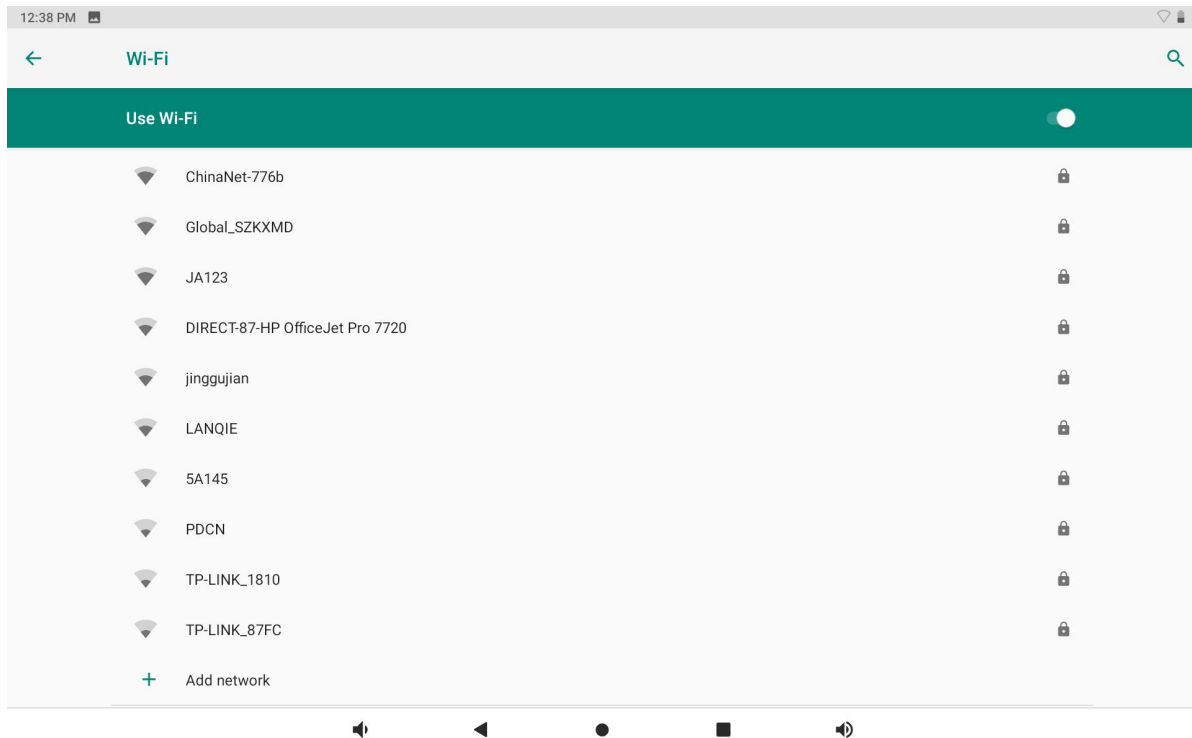 12:38 PM
Wi-Fi
Use Wi-Fi
ChinaNet-776b
Global_SZKXMD
JA123
DIRECT-87-HP OfficeJet Pro 7720
jinggujian
LANQIE
5A145
PDCN
TP-LINK_1810
TP-LINK_87FC
Add network